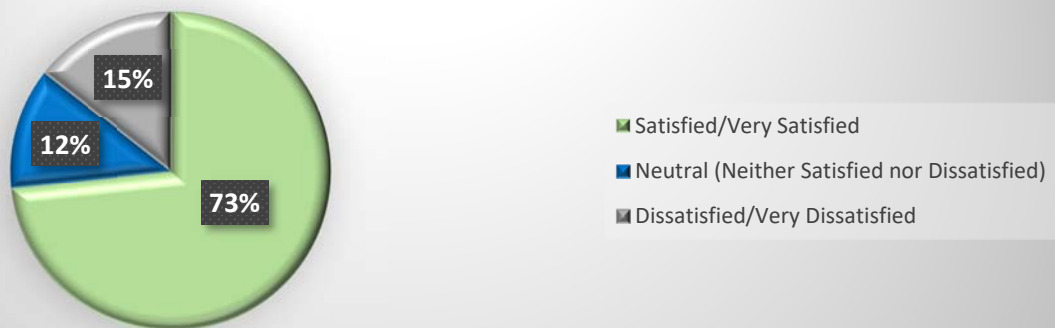 15%
12%
73%
Satisfied/Very Satisfied
Neutral (Neither Satisfied nor Dissatisfied)
Dissatisfied/Very Dissatisfied